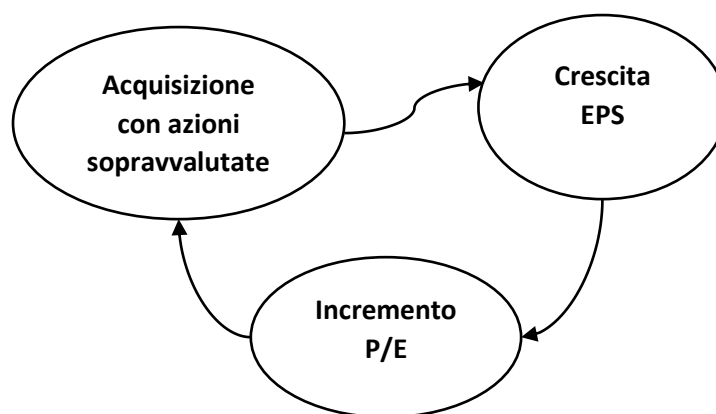 Acquisizione
con azioni
sopravvalutate
Crescita
EPS
Incremento
P/E